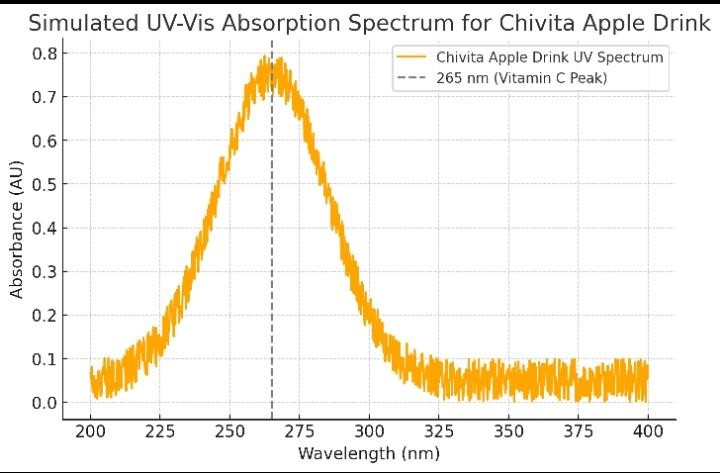 Simulated UV-Vis Absorption Spectrum for Chivita Apple Drink
Chivita Apple Drink UV Spectrum
265 nm (Vitamin C Peak)
Absorbance (AU)
0.8
0.7
0.6
0.5
0.4
0.3
0.2
0.1
0.0
200 225 250 275 300 325 350 375 400
Wavelength (nm)